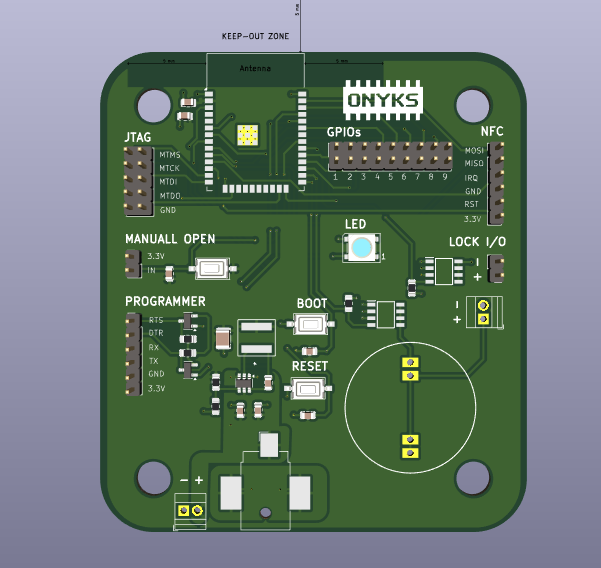 5 mm
KEEP-OUT ZONE
5 mm
5 mm
Antenna
ONYKS
JTAG
MTMS
MTCK
MTDI
MTDO
GND
GPIOs
1 2 3 4 5 6 7 8 9
NFC
MOSI
MISO
IRQ
GND
RST
3.3V
MANUALL OPEN
3.3V
IN
LED
1
LOCK I/O
-
+
PROGRAMMER
RTS
DTR
RX
TX
GND
3.3V
BOOT
RESET
-
+
- +